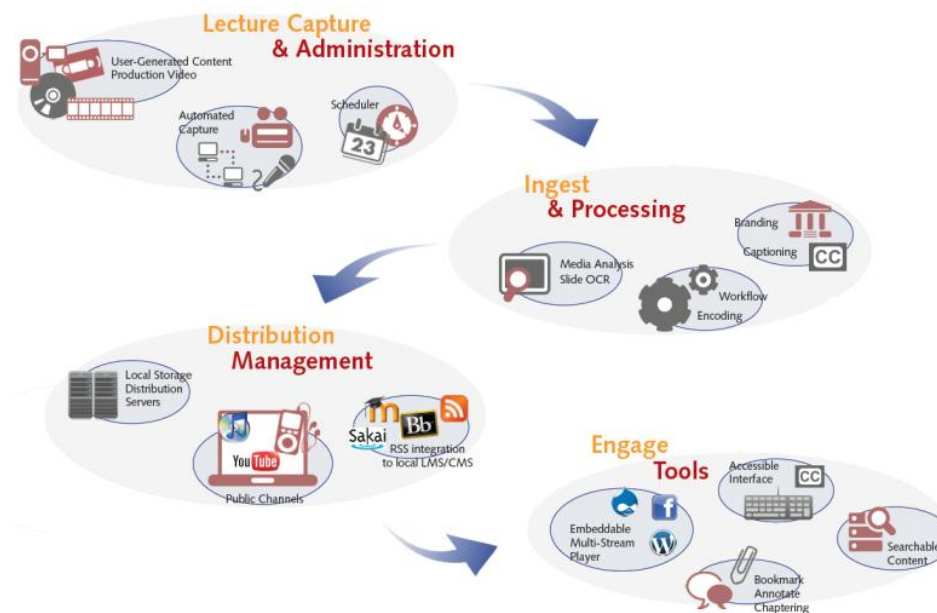 Lecture Capture
& Administration
User-Generated Content
Production Video
Automated
Capture
Scheduler
23
Ingest
& Processing
Media Analysis
Slide OCR
Workflow
Encoding
Branding
Captioning
CC
Distribution
Management
Local Storage
Distribution
Servers
YouTube
Public Channels
m
Sakai
Bb
RSS integration
to local LMS/CMS
Engage
Tools
Embeddable
Multi-Stream
Player
f
W
Accessible
Interface
CC
Bookmark
Annotate
Chaptering
Searchable
Content